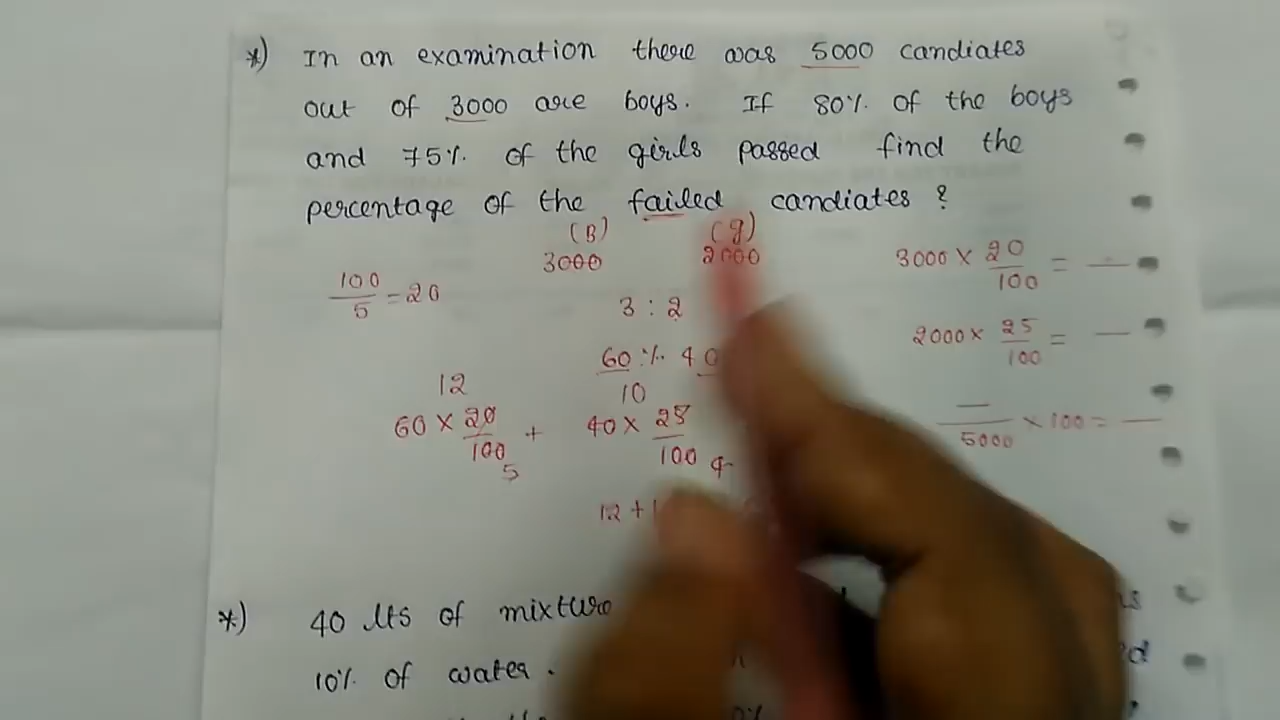 *) In an examination there was 5000 candiates
out of 3000 are boys. If 80% of the boys
and 75% of the girls passed find the
percentage of the failed candiates ?
(B) (g)
3000 2000
100/5 = 20
3 : 2
60 % 40
12
60 × 20/100 +
5
10
40 × 25/100
4
12 +
3000 × 20/100 = —
2000 × 25/100 = —
—/5000 × 100 = —
*) 40 lts of mixture
10% of water.